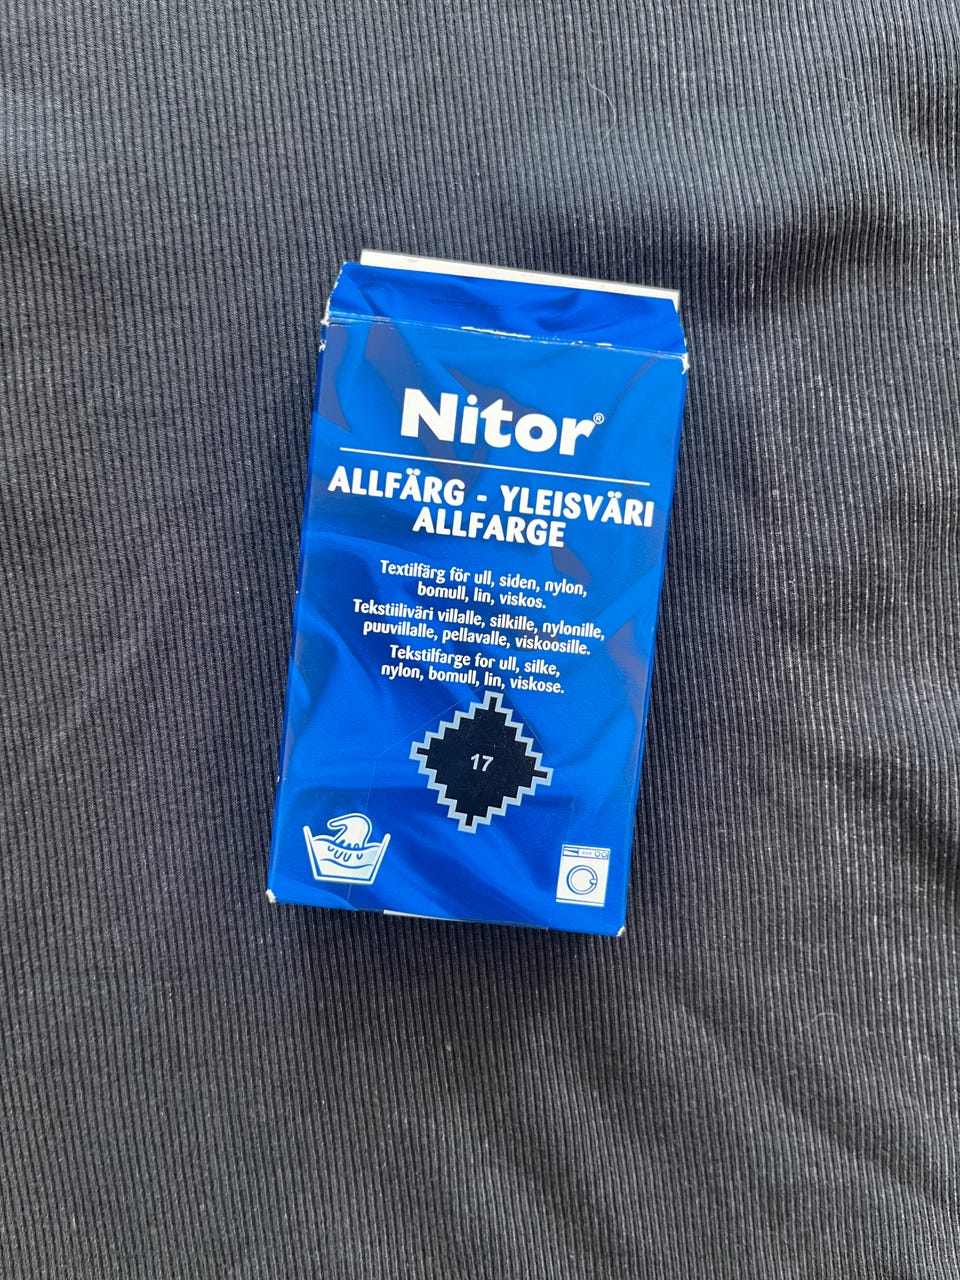 Nitor®
ALLFÄRG - YLEISVÄRI
ALLFARGE
Textilfärg för ull, siden, nylon,
bomull, lin, viskos.
Tekstiiliväri villalle, silkille, nylonille,
puuvillalle, pellavalle, viskoosille.
Tekstilfarge for ull, silke,
nylon, bomull, lin, viskose.
17